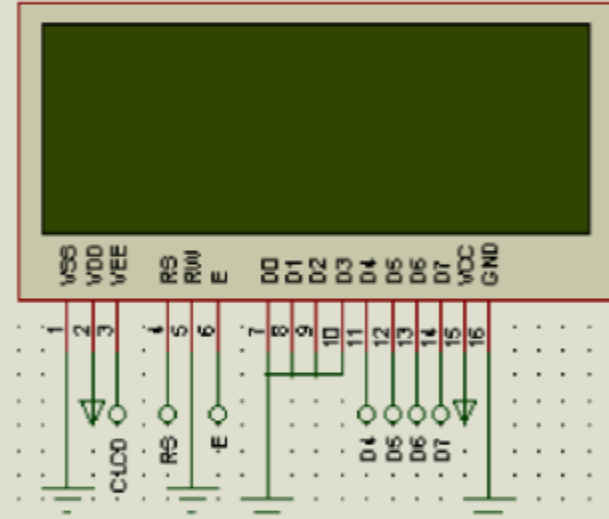 VSS VDD VEE RS RW E D0 D1 D2 D3 D4 D5 D6 D7 VCC GND
1 2 3 4 5 6 7 8 9 10 11 12 13 14 15 16
CLCD RS E D4 D5 D6 D7